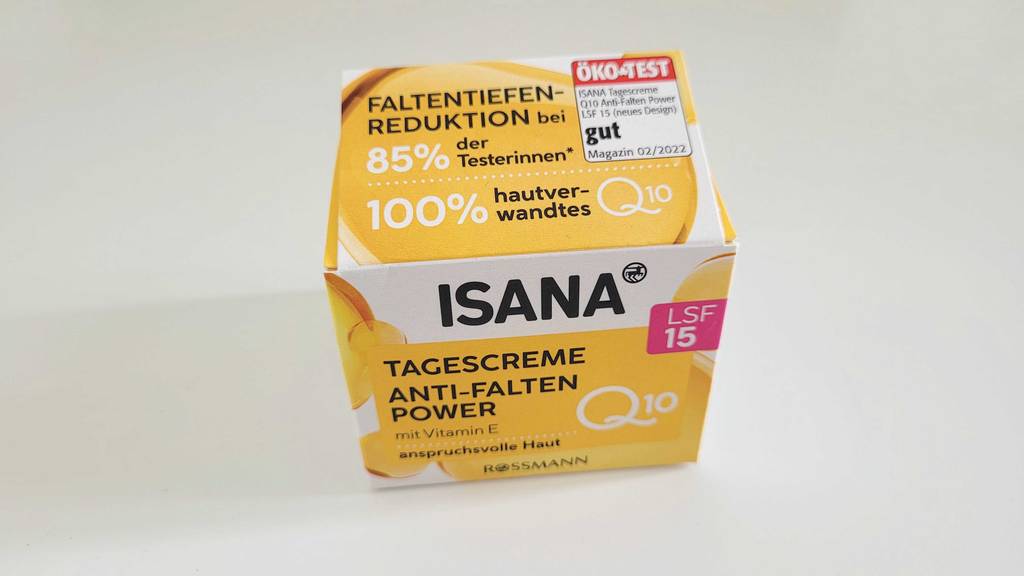 FALTENTIEFEN-
REDUKTION bei
85% der
Testerinnen*
100% hautver-
wandtes
Q10
ÖKO-TEST
ISANA Tagescreme
Q10 Anti-Falten Power
LSF 15 (neues Design)
gut
Magazin 02/2022
ISANA
LSF
15
TAGESCREME
ANTI-FALTEN
POWER
mit Vitamin E
Q10
anspruchsvolle Haut
ROSSMANN